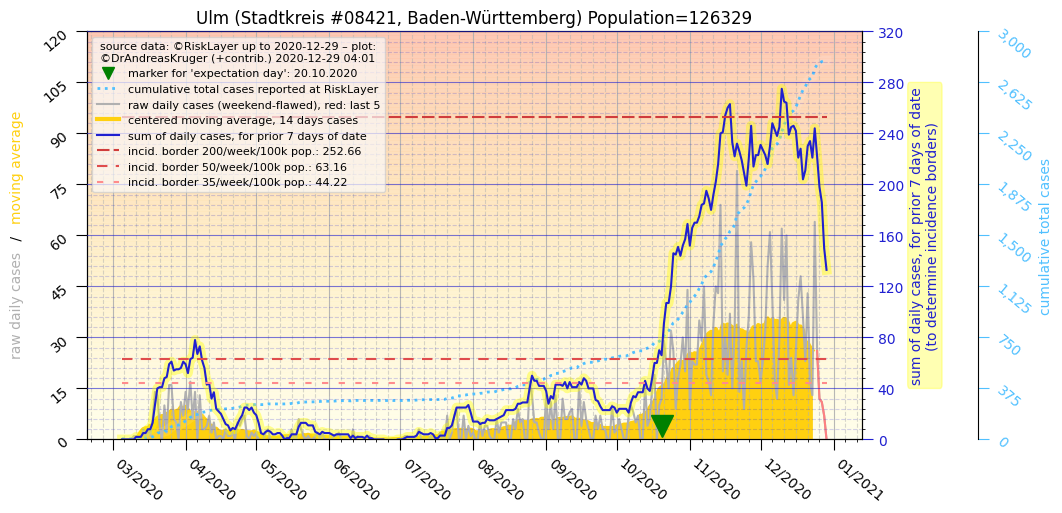 Ulm (Stadtkreis #08421, Baden-Württemberg) Population=126329
source data: ©RiskLayer up to 2020-12-29 – plot:
©DrAndreasKruger (+contrib.) 2020-12-29 04:01
marker for 'expectation day': 20.10.2020
cumulative total cases reported at RiskLayer
raw daily cases (weekend-flawed), red: last 5
centered moving average, 14 days cases
sum of daily cases, for prior 7 days of date
incid. border 200/week/100k pop.: 252.66
incid. border 50/week/100k pop.: 63.16
incid. border 35/week/100k pop.: 44.22
raw daily cases / moving average
120
105
90
75
60
45
30
15
0
03/2020
04/2020
05/2020
06/2020
07/2020
08/2020
09/2020
10/2020
11/2020
12/2020
01/2021
320
280
240
200
160
120
80
40
0
sum of daily cases, for prior 7 days of date
(to determine incidence borders)
3,000
2,625
2,250
1,875
1,500
1,125
750
375
0
cumulative total cases